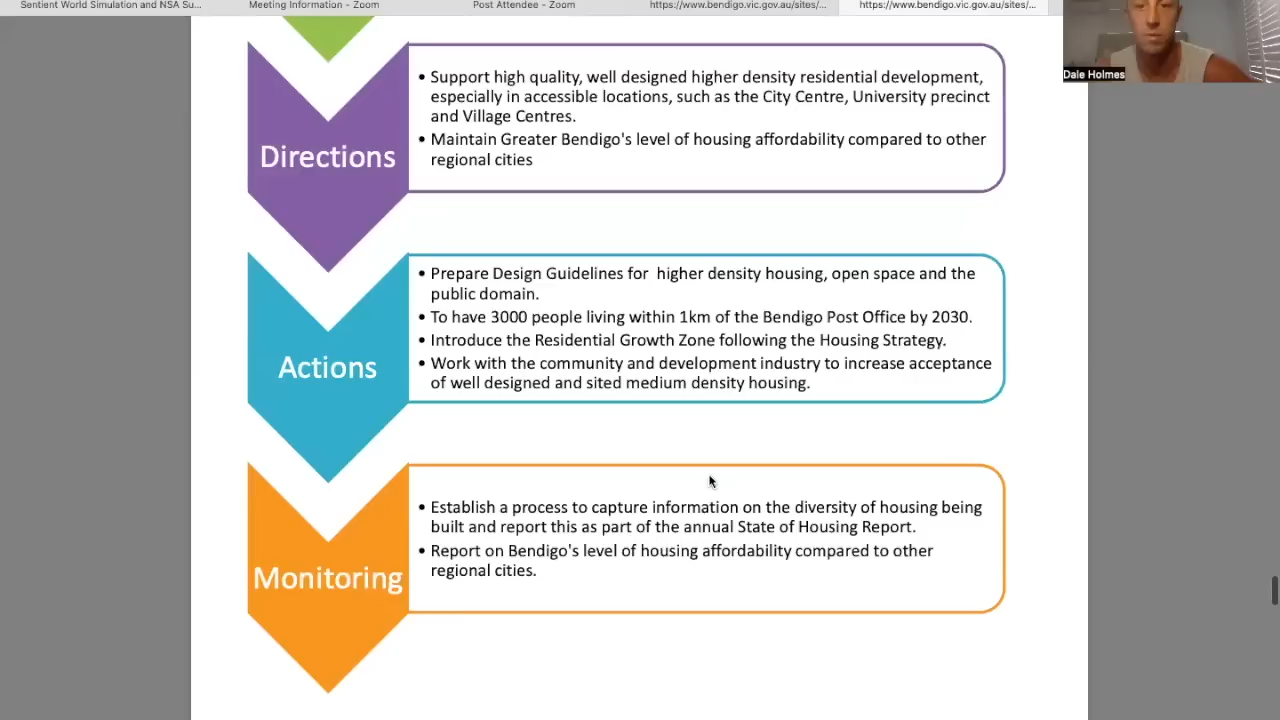 Sentient World Simulation and NSA Su...
Meeting Information - Zoom
Post Attendee - Zoom
https://www.bendigo.vic.gov.au/sites/...
https://www.bendigo.vic.gov.au/sites/...
Dale Holmes
Directions
• Support high quality, well designed higher density residential development,
especially in accessible locations, such as the City Centre, University precinct
and Village Centres.
• Maintain Greater Bendigo's level of housing affordability compared to other
regional cities
Actions
• Prepare Design Guidelines for  higher density housing, open space and the
public domain.
• To have 3000 people living within 1km of the Bendigo Post Office by 2030.
• Introduce the Residential Growth Zone following the Housing Strategy.
• Work with the community and development industry to increase acceptance
of well designed and sited medium density housing.
Monitoring
• Establish a process to capture information on the diversity of housing being
built and report this as part of the annual State of Housing Report.
• Report on Bendigo's level of housing affordability compared to other
regional cities.